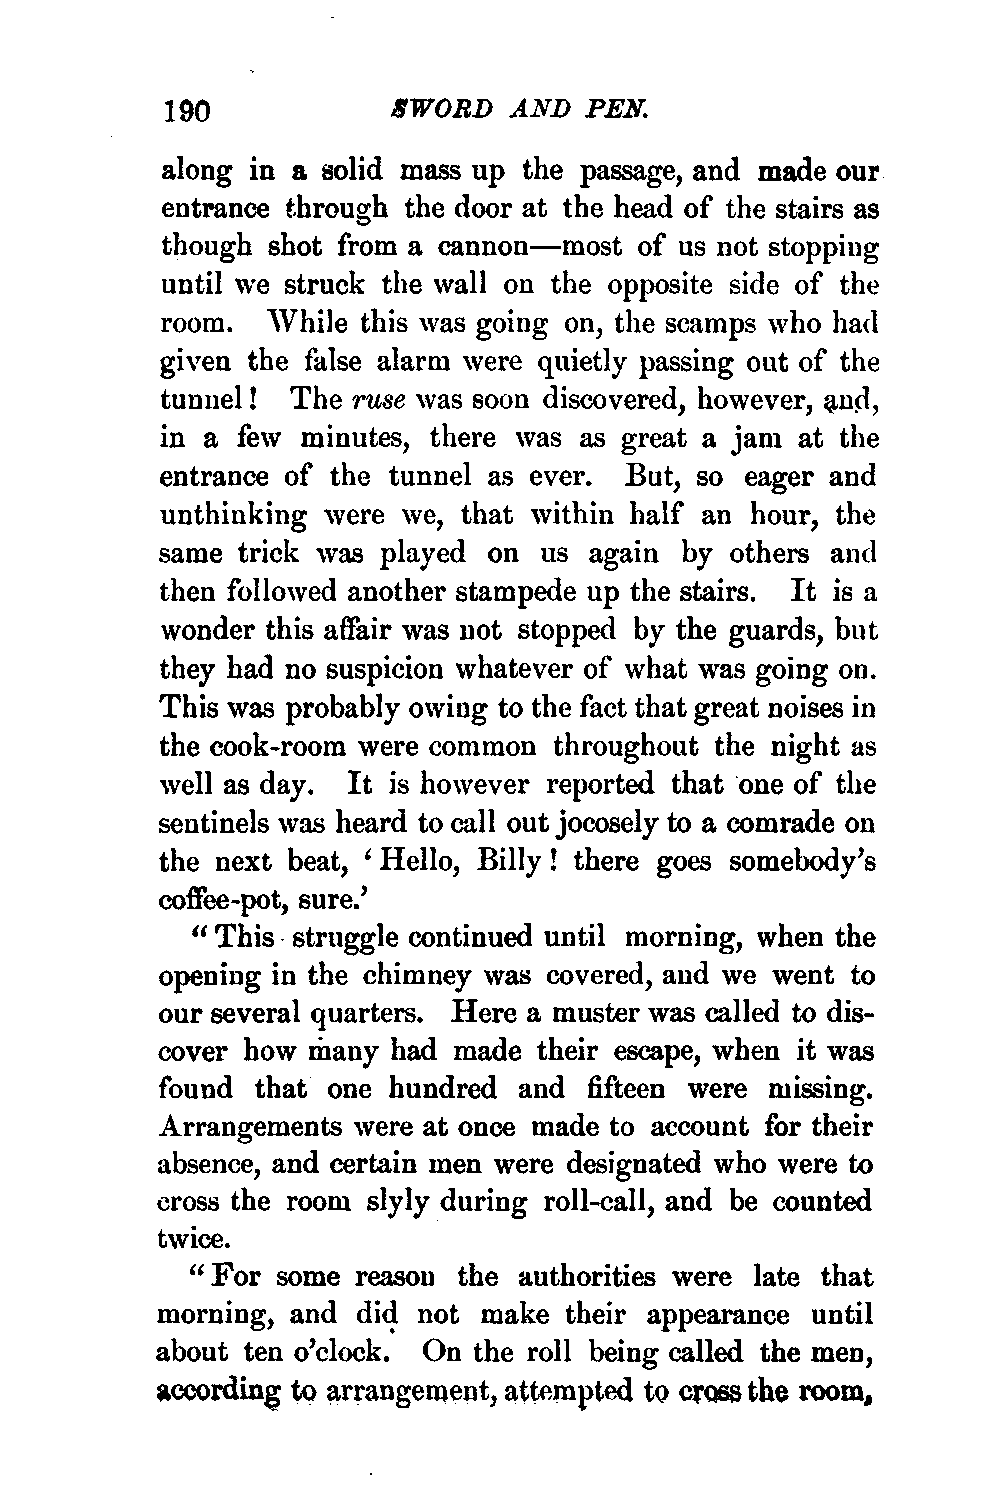 190 SWORD AND PEN.
along in a solid mass up the passage, and made our
entrance through the door at the head of the stairs as
though shot from a cannon—most of us not stopping
until we struck the wall on the opposite side of the
room. While this was going on, the scamps who had
given the false alarm were quietly passing out of the
tunnel! The ruse was soon discovered, however, and,
in a few minutes, there was as great a jam at the
entrance of the tunnel as ever. But, so eager and
unthinking were we, that within half an hour, the
same trick was played on us again by others and
then followed another stampede up the stairs. It is a
wonder this affair was not stopped by the guards, but
they had no suspicion whatever of what was going on.
This was probably owing to the fact that great noises in
the cook-room were common throughout the night as
well as day. It is however reported that one of the
sentinels was heard to call out jocosely to a comrade on
the next beat, ‘Hello, Billy! there goes somebody’s
coffee-pot, sure.’
“This struggle continued until morning, when the
opening in the chimney was covered, and we went to
our several quarters. Here a muster was called to dis-
cover how many had made their escape, when it was
found that one hundred and fifteen were missing.
Arrangements were at once made to account for their
absence, and certain men were designated who were to
cross the room slyly during roll-call, and be counted
twice.
“For some reason the authorities were late that
morning, and did not make their appearance until
about ten o’clock. On the roll being called the men,
according to arrangement, attempted to cross the room,